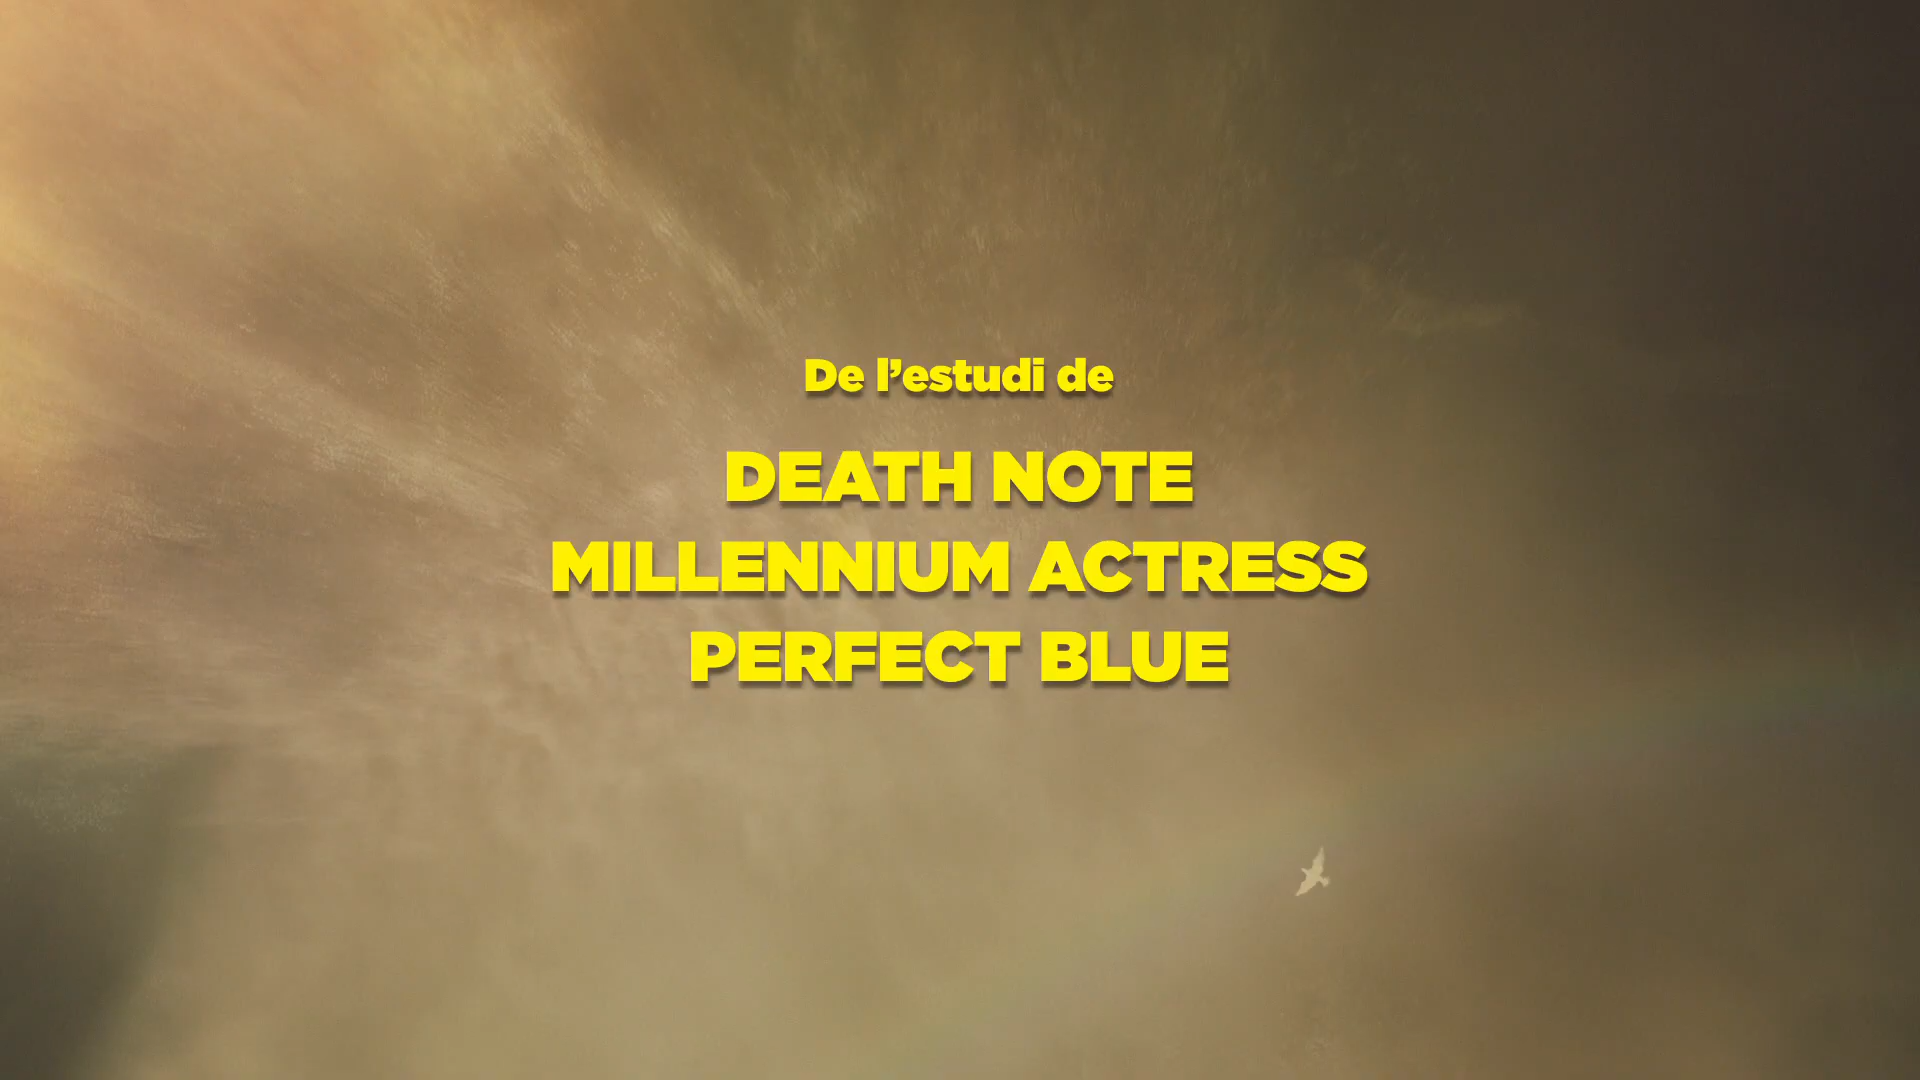 De l’estudi de
DEATH NOTE
MILLENNIUM ACTRESS
PERFECT BLUE